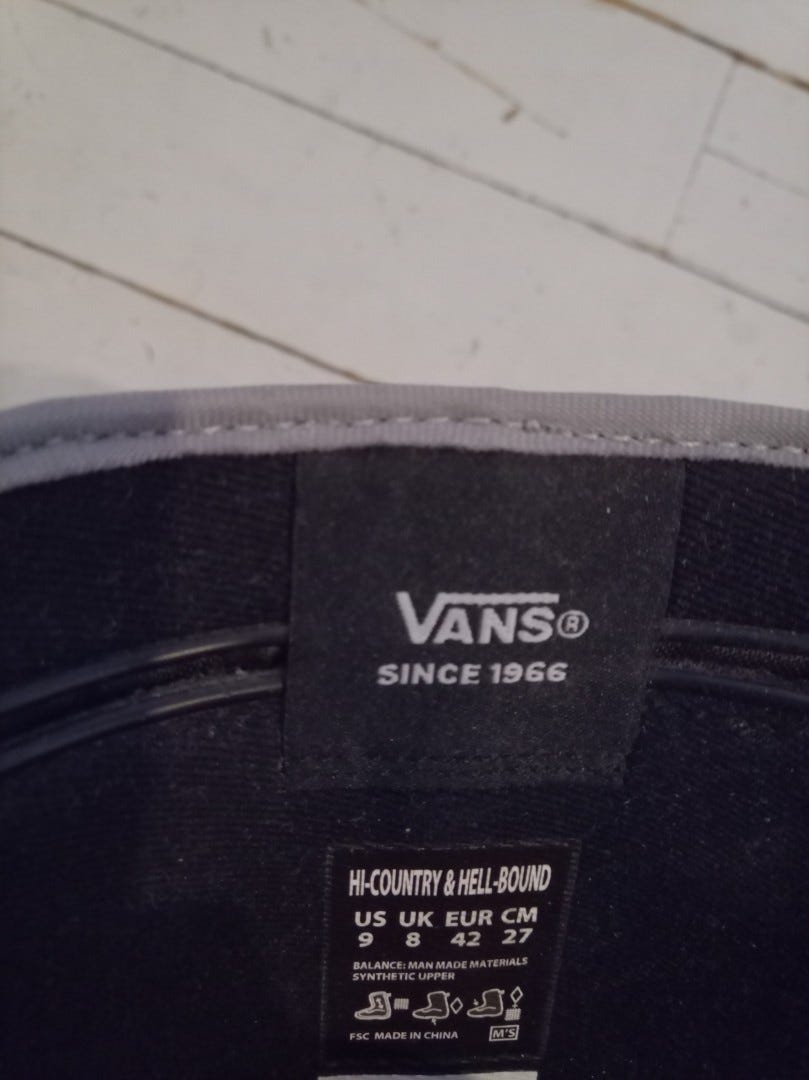 VANS®
SINCE 1966
HI-COUNTRY & HELL-BOUND
US UK EUR CM
9 8 42 27
BALANCE: MAN MADE MATERIALS
SYNTHETIC UPPER
FSC MADE IN CHINA M'S